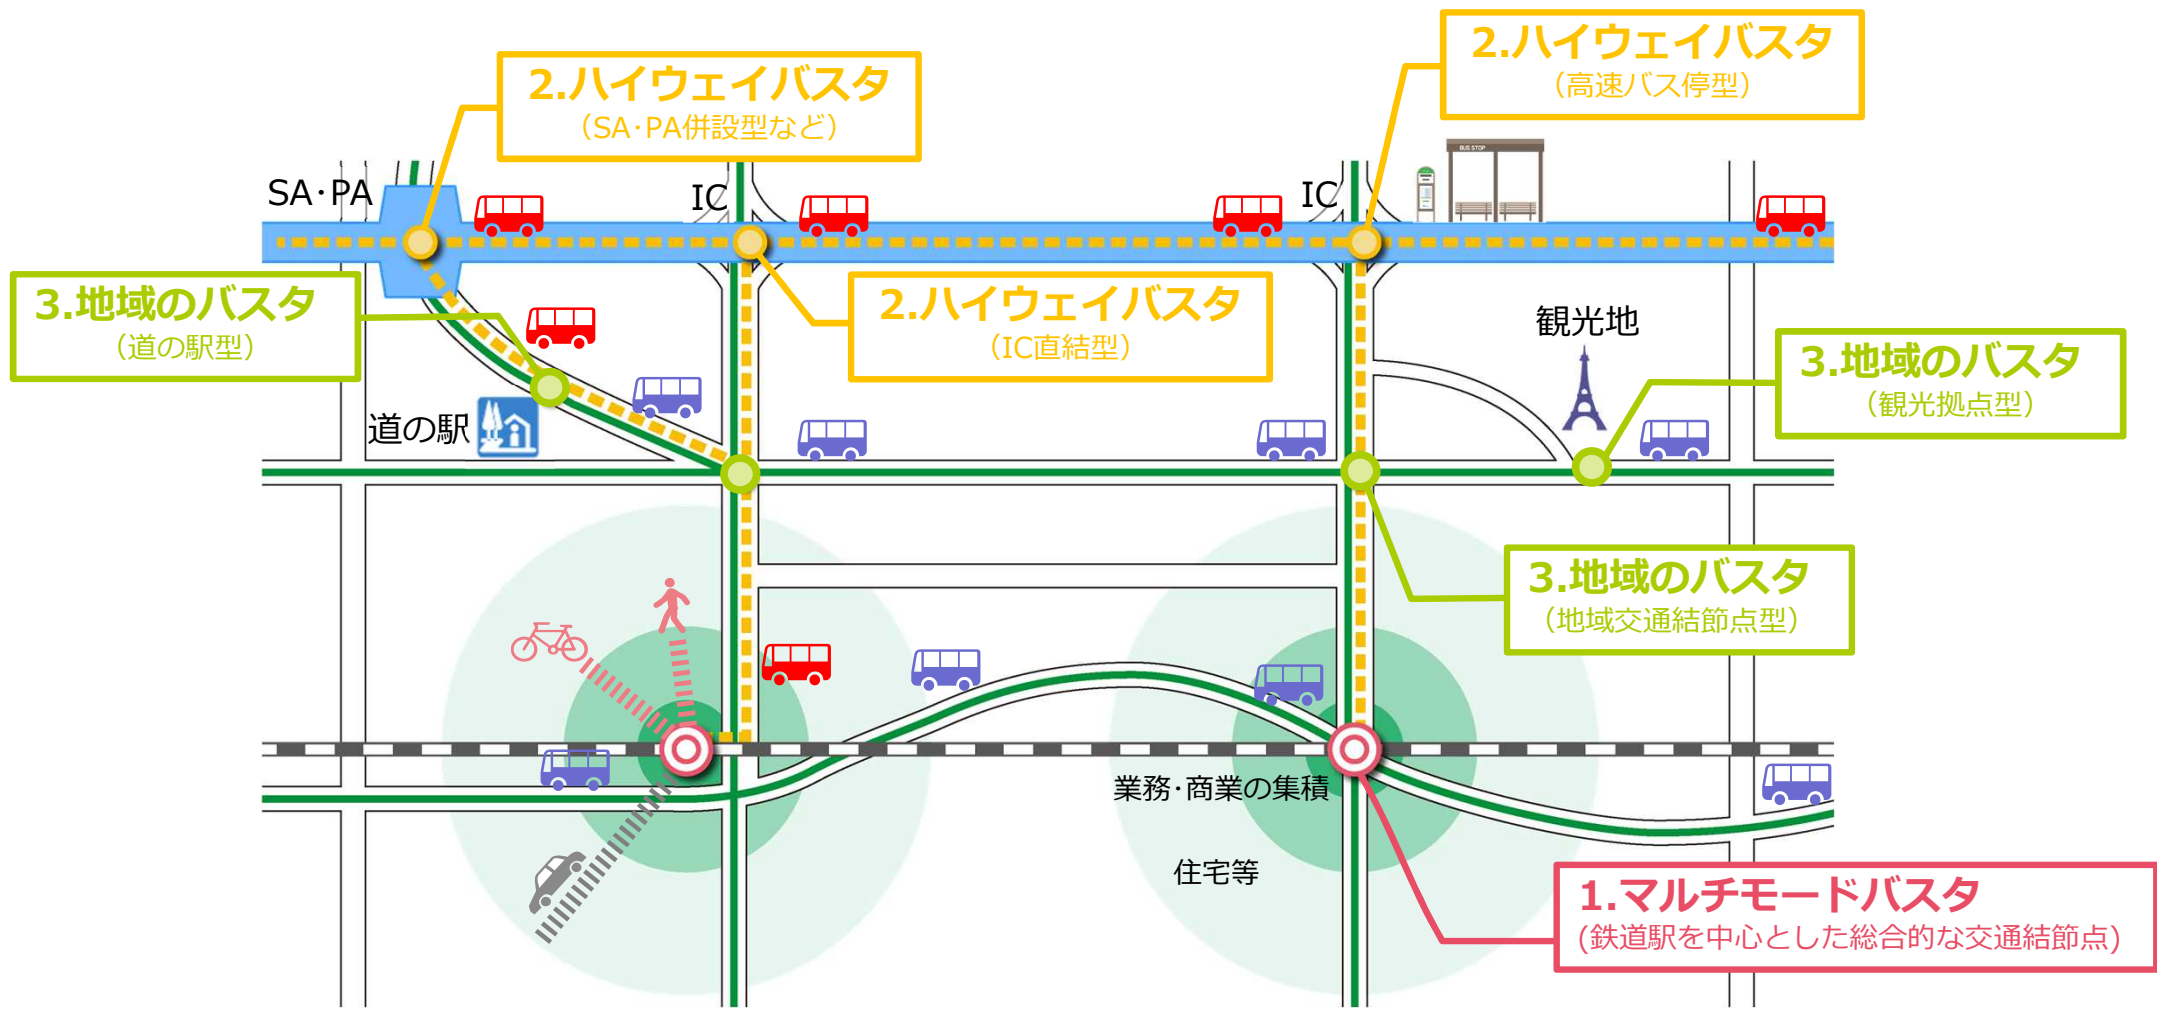 2.ハイウェイバスタ
（高速バス停型）
2.ハイウェイバスタ
（SA･PA併設型など）
BUS STOP
SA･PA
IC
IC
3.地域のバスタ
（道の駅型）
2.ハイウェイバスタ
（IC直結型）
観光地
3.地域のバスタ
（観光拠点型）
道の駅
3.地域のバスタ
（地域交通結節点型）
業務･商業の集積
住宅等
1.マルチモードバスタ
(鉄道駅を中心とした総合的な交通結節点)